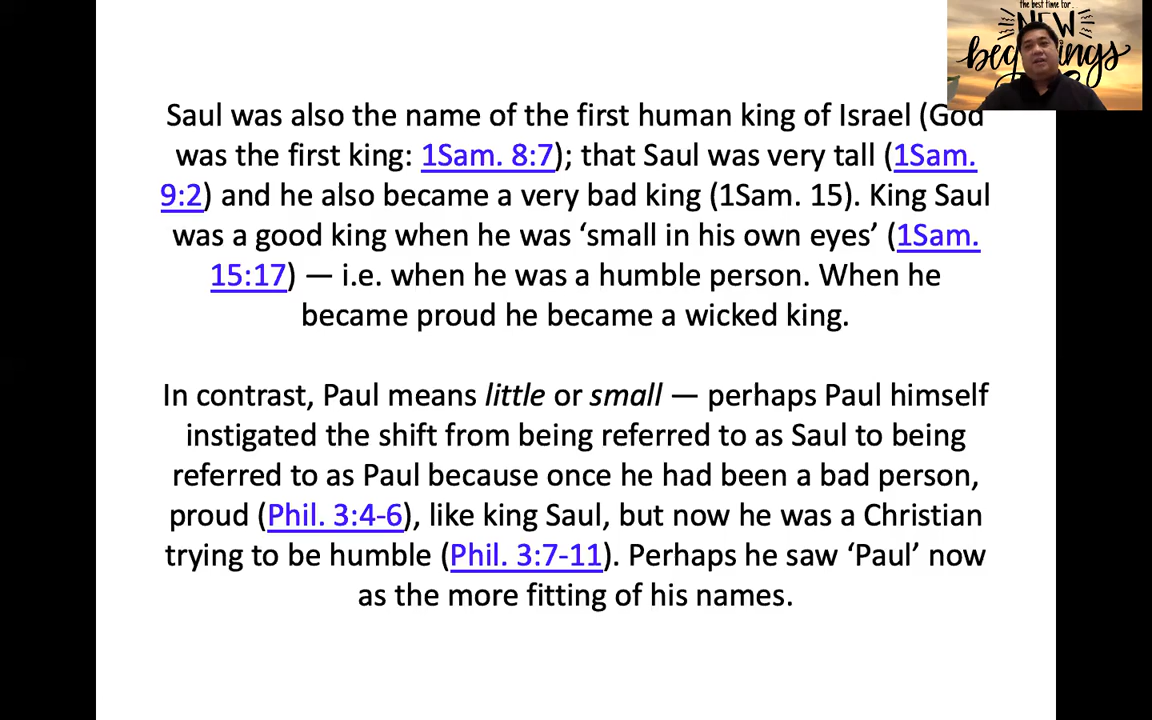 the best time for..
NEW
Saul was also the name of the first human king of Israel (God
was the first king: 1Sam. 8:7); that Saul was very tall (1Sam.
9:2) and he also became a very bad king (1Sam. 15). King Saul
was a good king when he was ‘small in his own eyes’ (1Sam.
15:17) — i.e. when he was a humble person. When he
became proud he became a wicked king.
In contrast, Paul means little or small — perhaps Paul himself
instigated the shift from being referred to as Saul to being
referred to as Paul because once he had been a bad person,
proud (Phil. 3:4-6), like king Saul, but now he was a Christian
trying to be humble (Phil. 3:7-11). Perhaps he saw ‘Paul’ now
as the more fitting of his names.